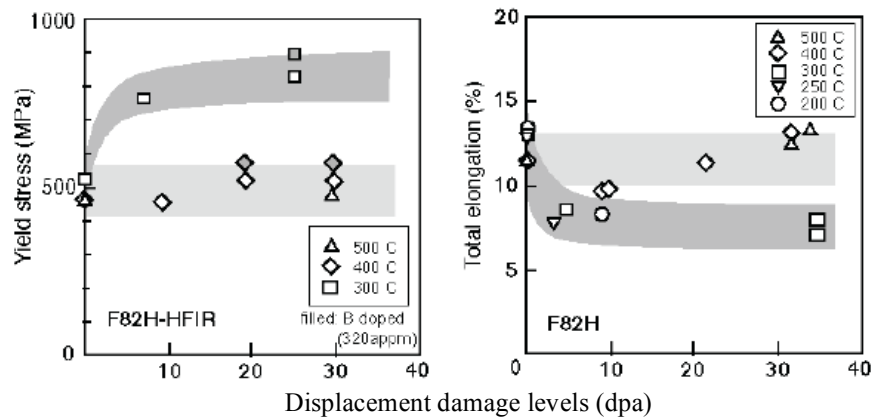 1000
500
0
Yield stress (MPa)
10
20
30
40
500 C
400 C
300 C
filled: B doped
(320appm)
F82H-HFIR
20
15
10
5
0
Total elongation (%)
0
10
20
30
40
500 C
400 C
300 C
250 C
200 C
F82H
Displacement damage levels (dpa)